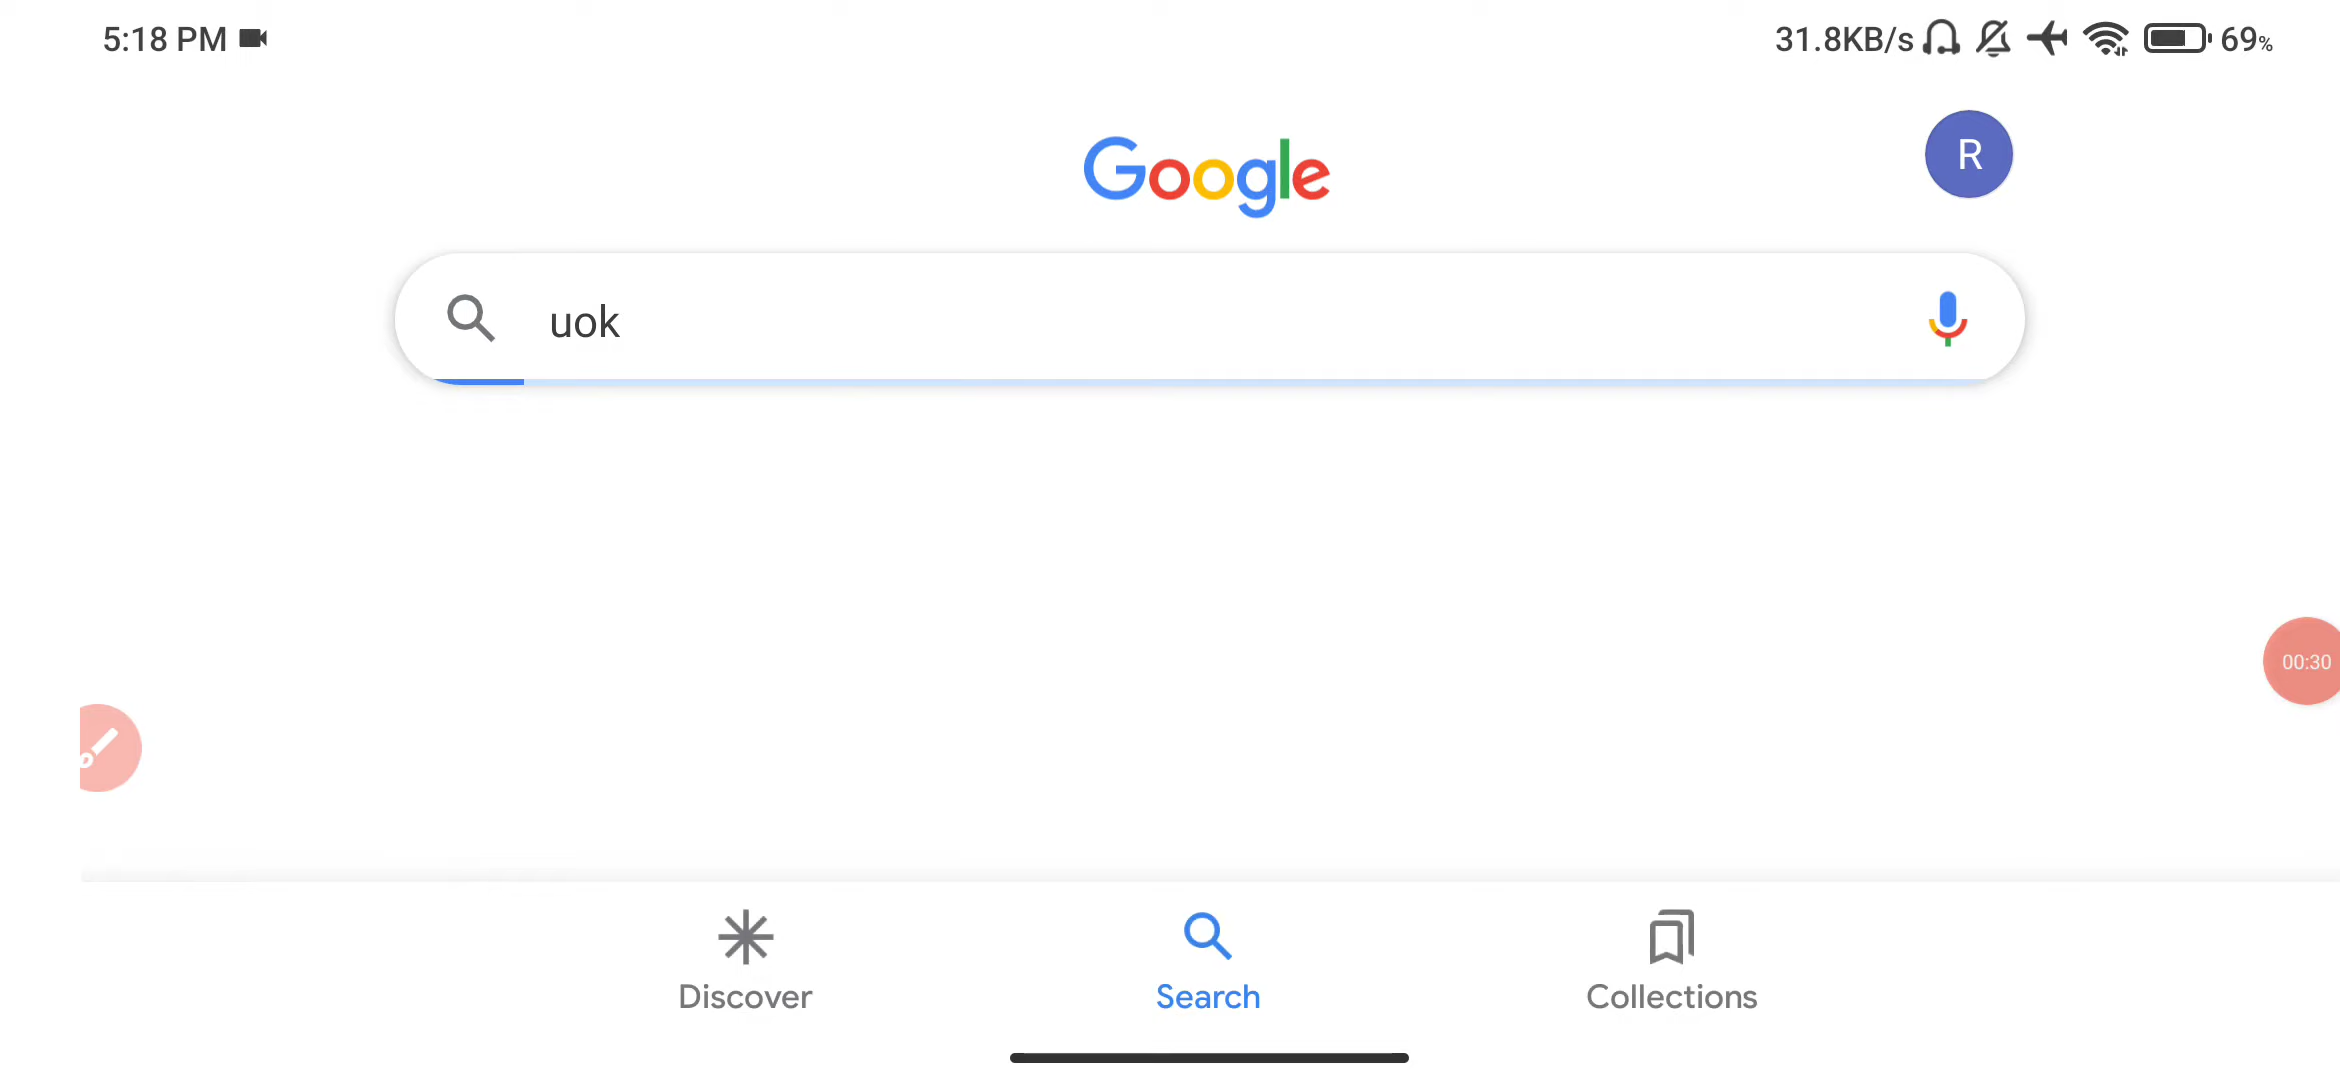 5:18 PM 31.8KB/s 69%
Google
R
uok
00:30
Discover Search Collections